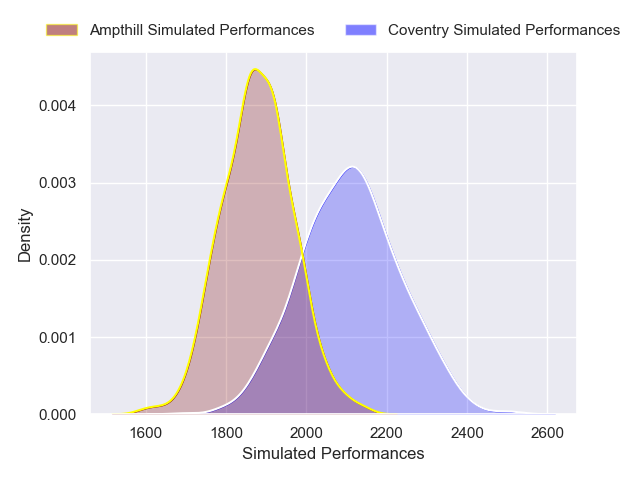 Ampthill Simulated Performances Coventry Simulated Performances
0.004
0.003
0.002
0.001
0.000
Density
1600 1800 2000 2200 2400 2600
Simulated Performances